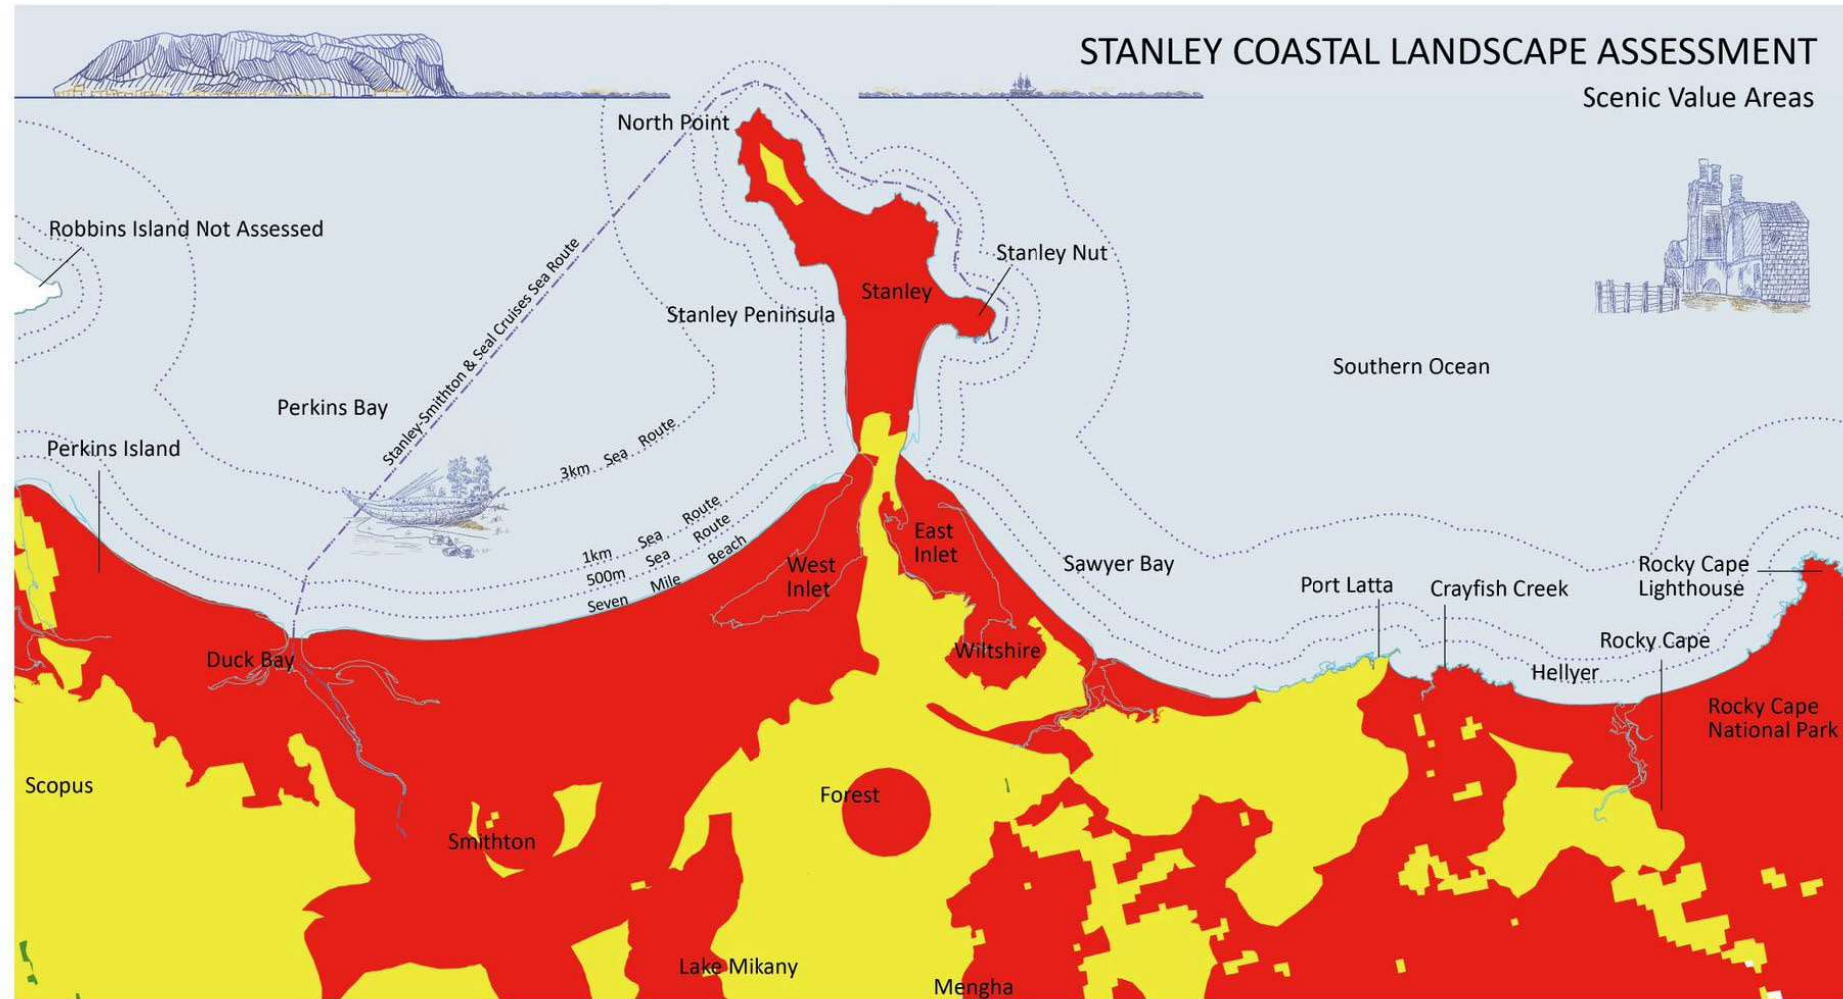 STANLEY COASTAL LANDSCAPE ASSESSMENT
Scenic Value Areas
North Point
Robbins Island Not Assessed
Stanley Nut
Stanley
Stanley Peninsula
Stanley-Smithton & Seal Cruises Sea Route
Southern Ocean
Perkins Bay
Perkins Island
3km Sea Route
1km Sea Route
500m Sea Route
Seven Mile Beach
West
Inlet
East
Inlet
Sawyer Bay
Port Latta
Crayfish Creek
Rocky Cape
Lighthouse
Rocky Cape
Hellyer
Duck Bay
Wiltshire
Rocky Cape
National Park
Scopus
Forest
Smithton
Lake Mikany
Mengha